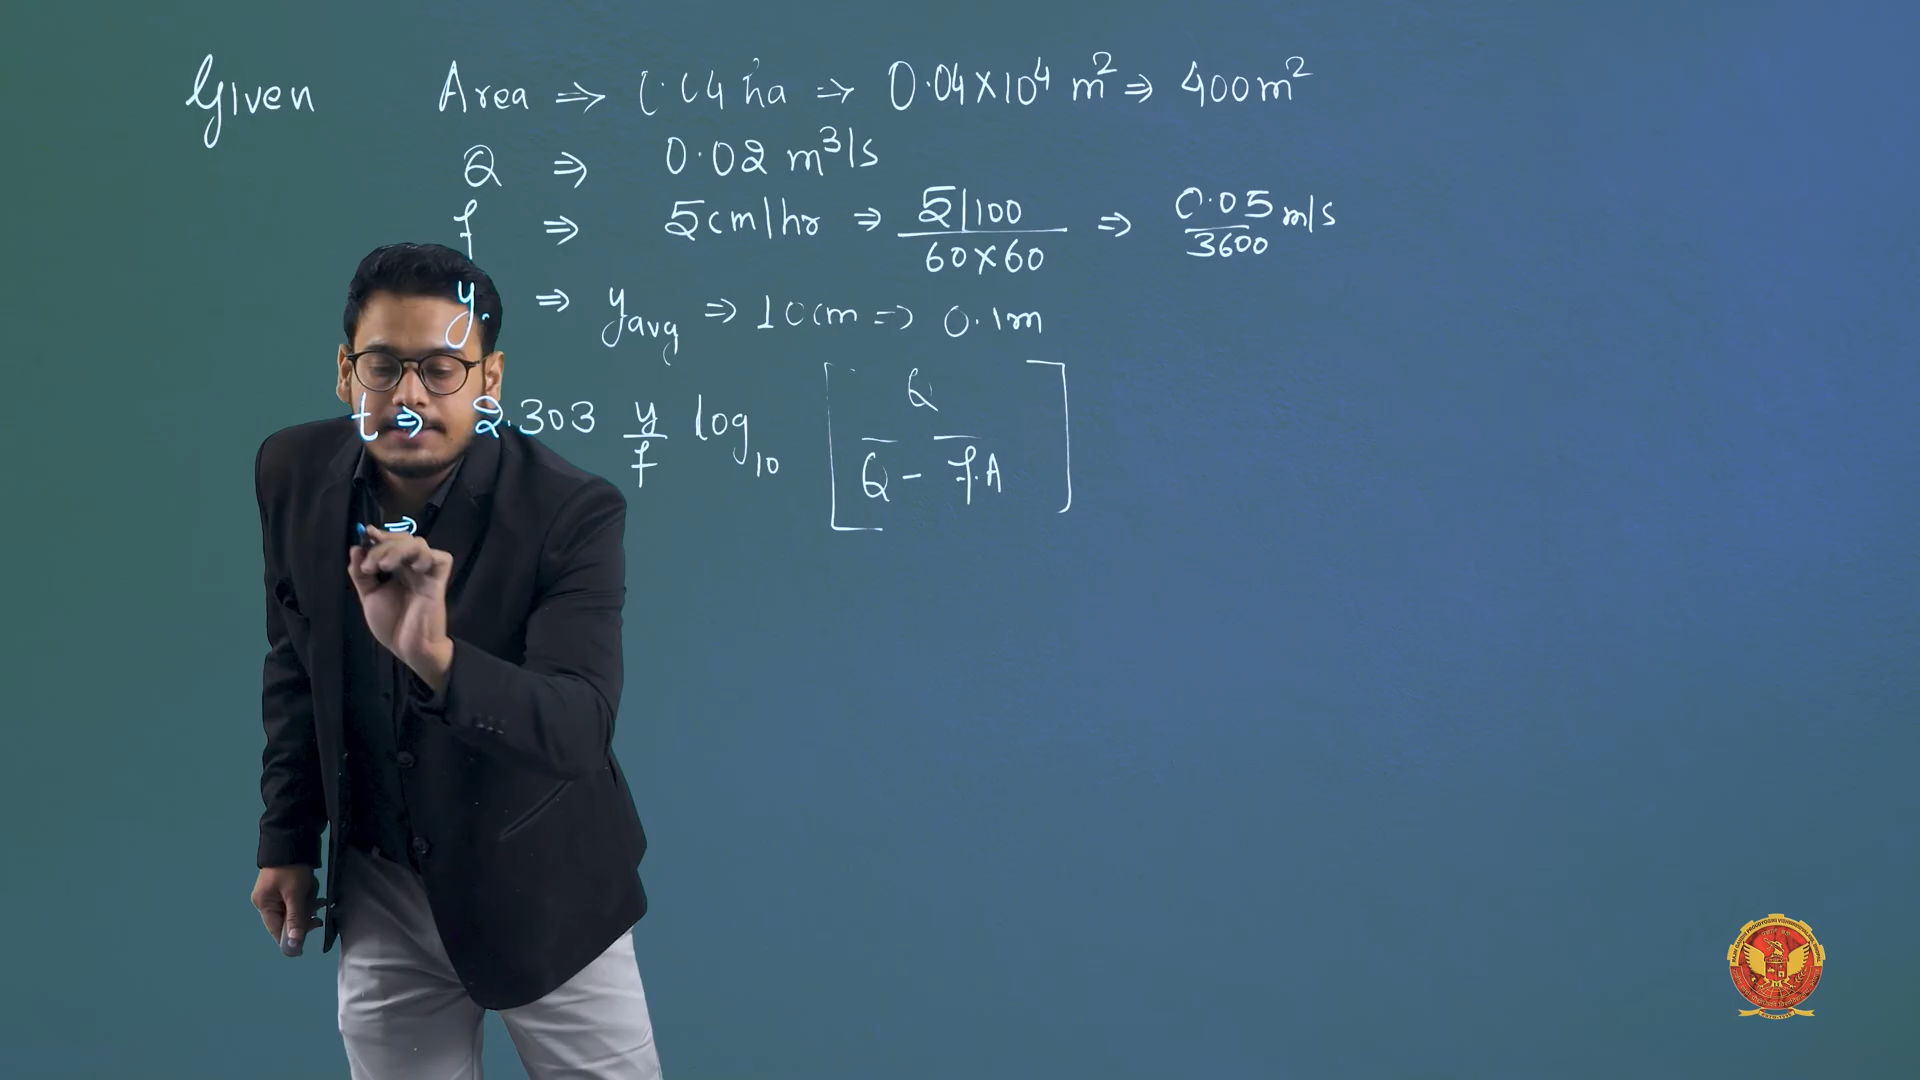 Given Area ⇒ 0.04 ha ⇒ 0.04×10⁴ m² ⇒ 400m²
Q ⇒ 0.02 m³/s
f ⇒ 5cm/hr ⇒ 5/100 / 60×60 ⇒ 0.05/3600 m/s
y ⇒ yavg ⇒ 10cm ⇒ 0.1m
t ⇒ 2.303 y/f log₁₀ [Q / Q - f.A]
⇒